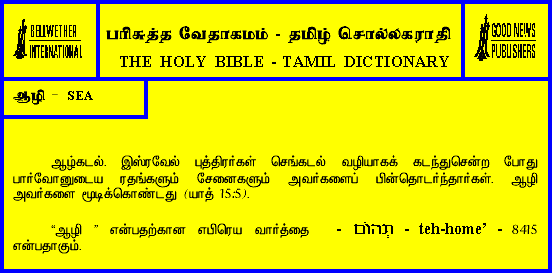 BELLWETHER
INTERNATIONAL
பரிசுத்த வேதாகமம் - தமிழ் சொல்லகராதி
THE HOLY BIBLE - TAMIL DICTIONARY
GOOD NEWS
PUBLISHERS
ஆழி - SEA
ஆழ்கடல். இஸ்ரவேல் புத்திரர்கள் செங்கடல் வழியாகக் கடந்துசென்ற போது
பார்வோனுடைய ரதங்களும் சேனைகளும் அவர்களைப் பின்தொடர்ந்தார்கள். ஆழி
அவர்களை மூடிக்கொண்டது (யாத் 15:5).
“ஆழி ” என்பதற்கான எபிரெய வார்த்தை - - teh-home’ - 8415
என்பதாகும்.